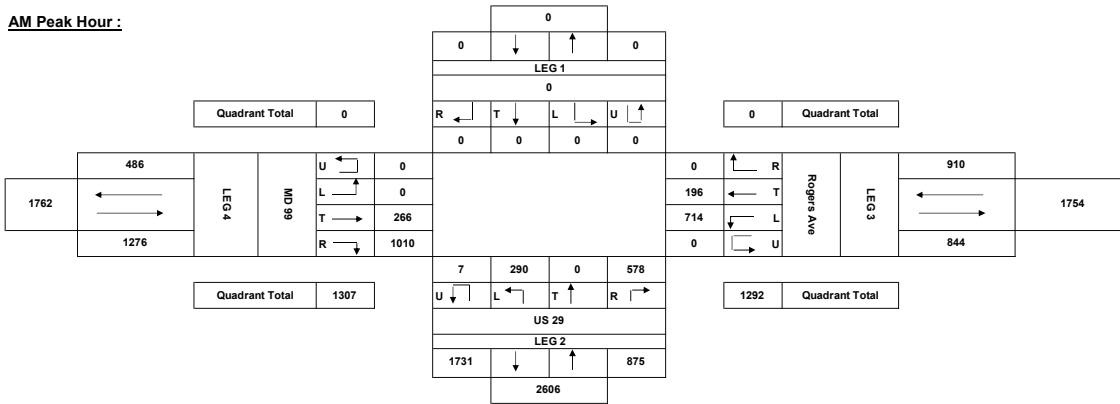 AM Peak Hour :
0
0 0
LEG 1
0
Quadrant Total 0
R T L U
0 Quadrant Total
0 0 0 0
486
U 0
0 R
910
1762
LEG 4
MD 99
L 0
196 T
Rogers Ave
LEG 3
1754
T 266
714 L
1276
R 1010
0 U
844
7 290 0 578
Quadrant Total 1307
U L T R
1292 Quadrant Total
US 29
LEG 2
1731 875
2606